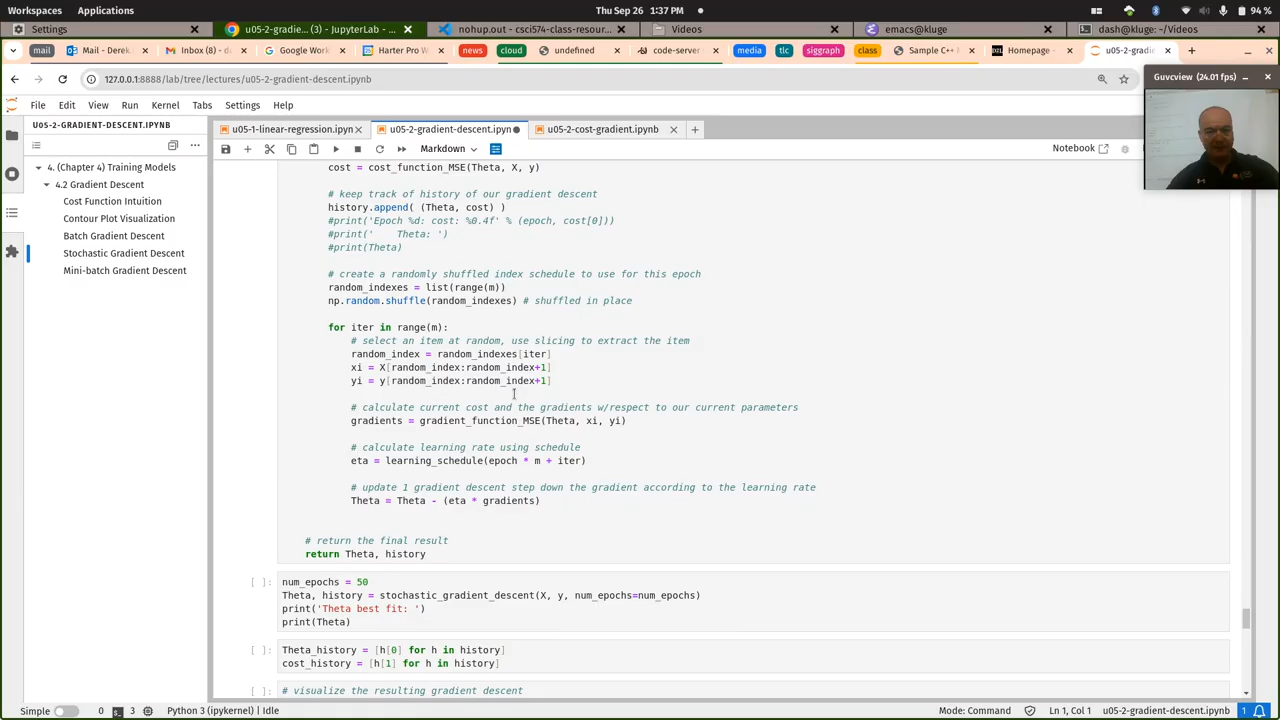 Workspaces Applications Thu Sep 26 1:37 PM 94 %
Settings u05-2-gradie... (3) - JupyterLab - ... nohup.out - csci574-class-resour... Videos emacs@kluge dash@kluge: ~/Videos
mail Mail - Derek Inbox (8) - d Google Work Harter Pro W news cloud undefined code-server media tlc siggraph class Sample C++ A Homepage - u05-2-gradi
127.0.0.1:8888/lab/tree/lectures/u05-2-gradient-descent.ipynb
Guvcview (24.01 fps)
File Edit View Run Kernel Tabs Settings Help
U05-2-GRADIENT-DESCENT.IPYNB
u05-1-linear-regression.ipyn u05-2-gradient-descent.ipyn u05-2-cost-gradient.ipynb
Markdown Notebook
4. (Chapter 4) Training Models
4.2 Gradient Descent
Cost Function Intuition
Contour Plot Visualization
Batch Gradient Descent
Stochastic Gradient Descent
Mini-batch Gradient Descent
cost = cost_function_MSE(Theta, X, y)
# keep track of history of our gradient descent
history.append( (Theta, cost) )
#print('Epoch %d: cost: %0.4f' % (epoch, cost[0]))
#print('    Theta: ')
#print(Theta)
# create a randomly shuffled index schedule to use for this epoch
random_indexes = list(range(m))
np.random.shuffle(random_indexes) # shuffled in place
for iter in range(m):
# select an item at random, use slicing to extract the item
random_index = random_indexes[iter]
xi = X[random_index:random_index+1]
yi = y[random_index:random_index+1]
# calculate current cost and the gradients w/respect to our current parameters
gradients = gradient_function_MSE(Theta, xi, yi)
# calculate learning rate using schedule
eta = learning_schedule(epoch * m + iter)
# update 1 gradient descent step down the gradient according to the learning rate
Theta = Theta - (eta * gradients)
# return the final result
return Theta, history
[ ]: num_epochs = 50
Theta, history = stochastic_gradient_descent(X, y, num_epochs=num_epochs)
print('Theta best fit: ')
print(Theta)
[ ]: Theta_history = [h[0] for h in history]
cost_history = [h[1] for h in history]
[ ]: # visualize the resulting gradient descent
Simple 0 3 Python 3 (ipykernel) | Idle Mode: Command Ln 1, Col 1 u05-2-gradient-descent.ipynb 1